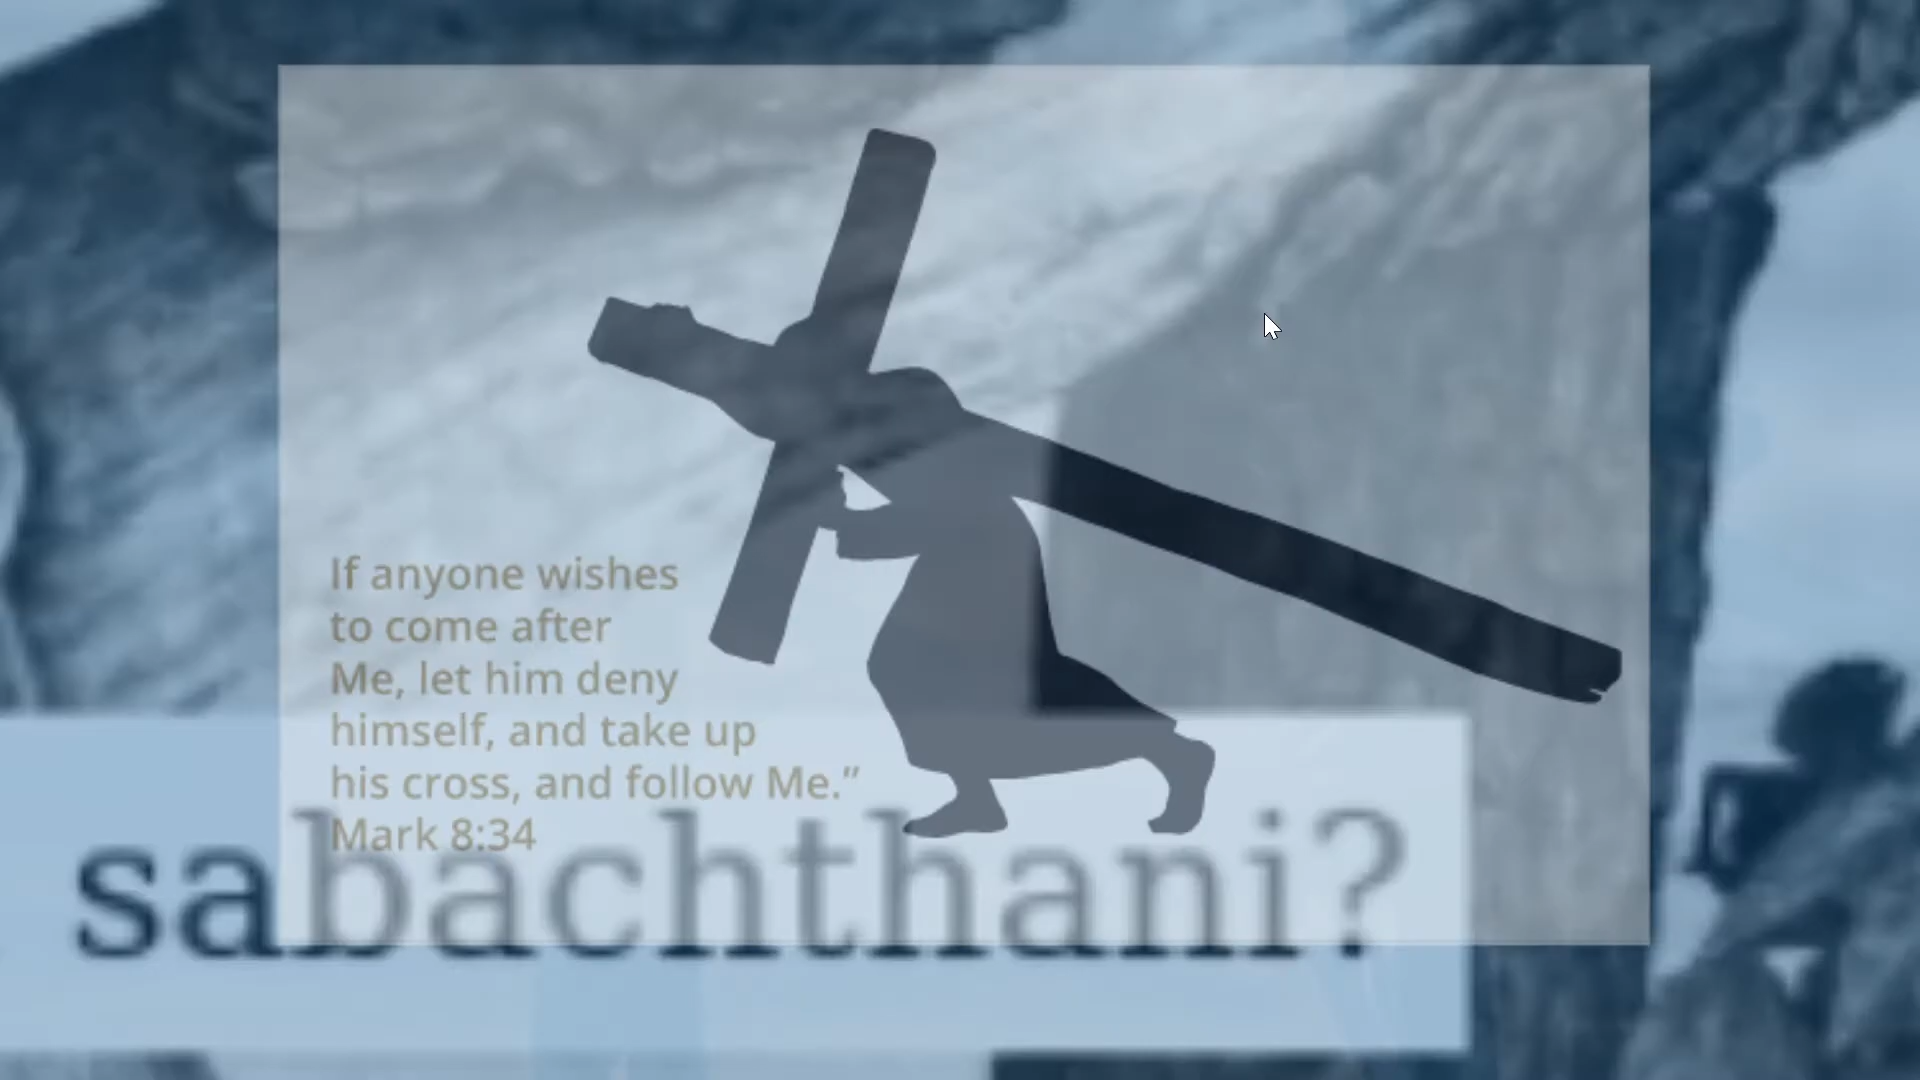 If anyone wishes
to come after
Me, let him deny
himself, and take up
his cross, and follow Me.”
Mark 8:34
sabachthani?